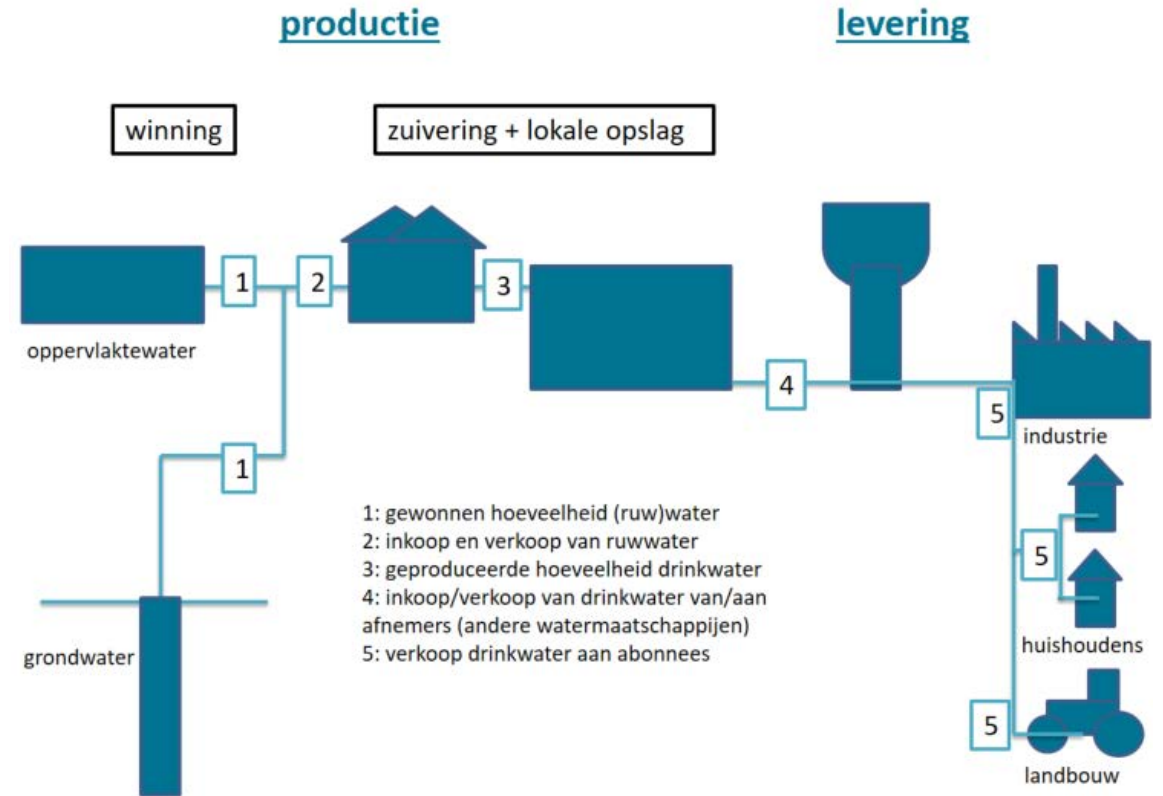 productie
levering
winning
zuivering + lokale opslag
1
2
3
oppervlaktewater
4
5
industrie
1
1: gewonnen hoeveelheid (ruw)water
2: inkoop en verkoop van ruwwater
3: geproduceerde hoeveelheid drinkwater
4: inkoop/verkoop van drinkwater van/aan
afnemers (andere watermaatschappijen)
5: verkoop drinkwater aan abonnees
5
grondwater
huishoudens
5
landbouw